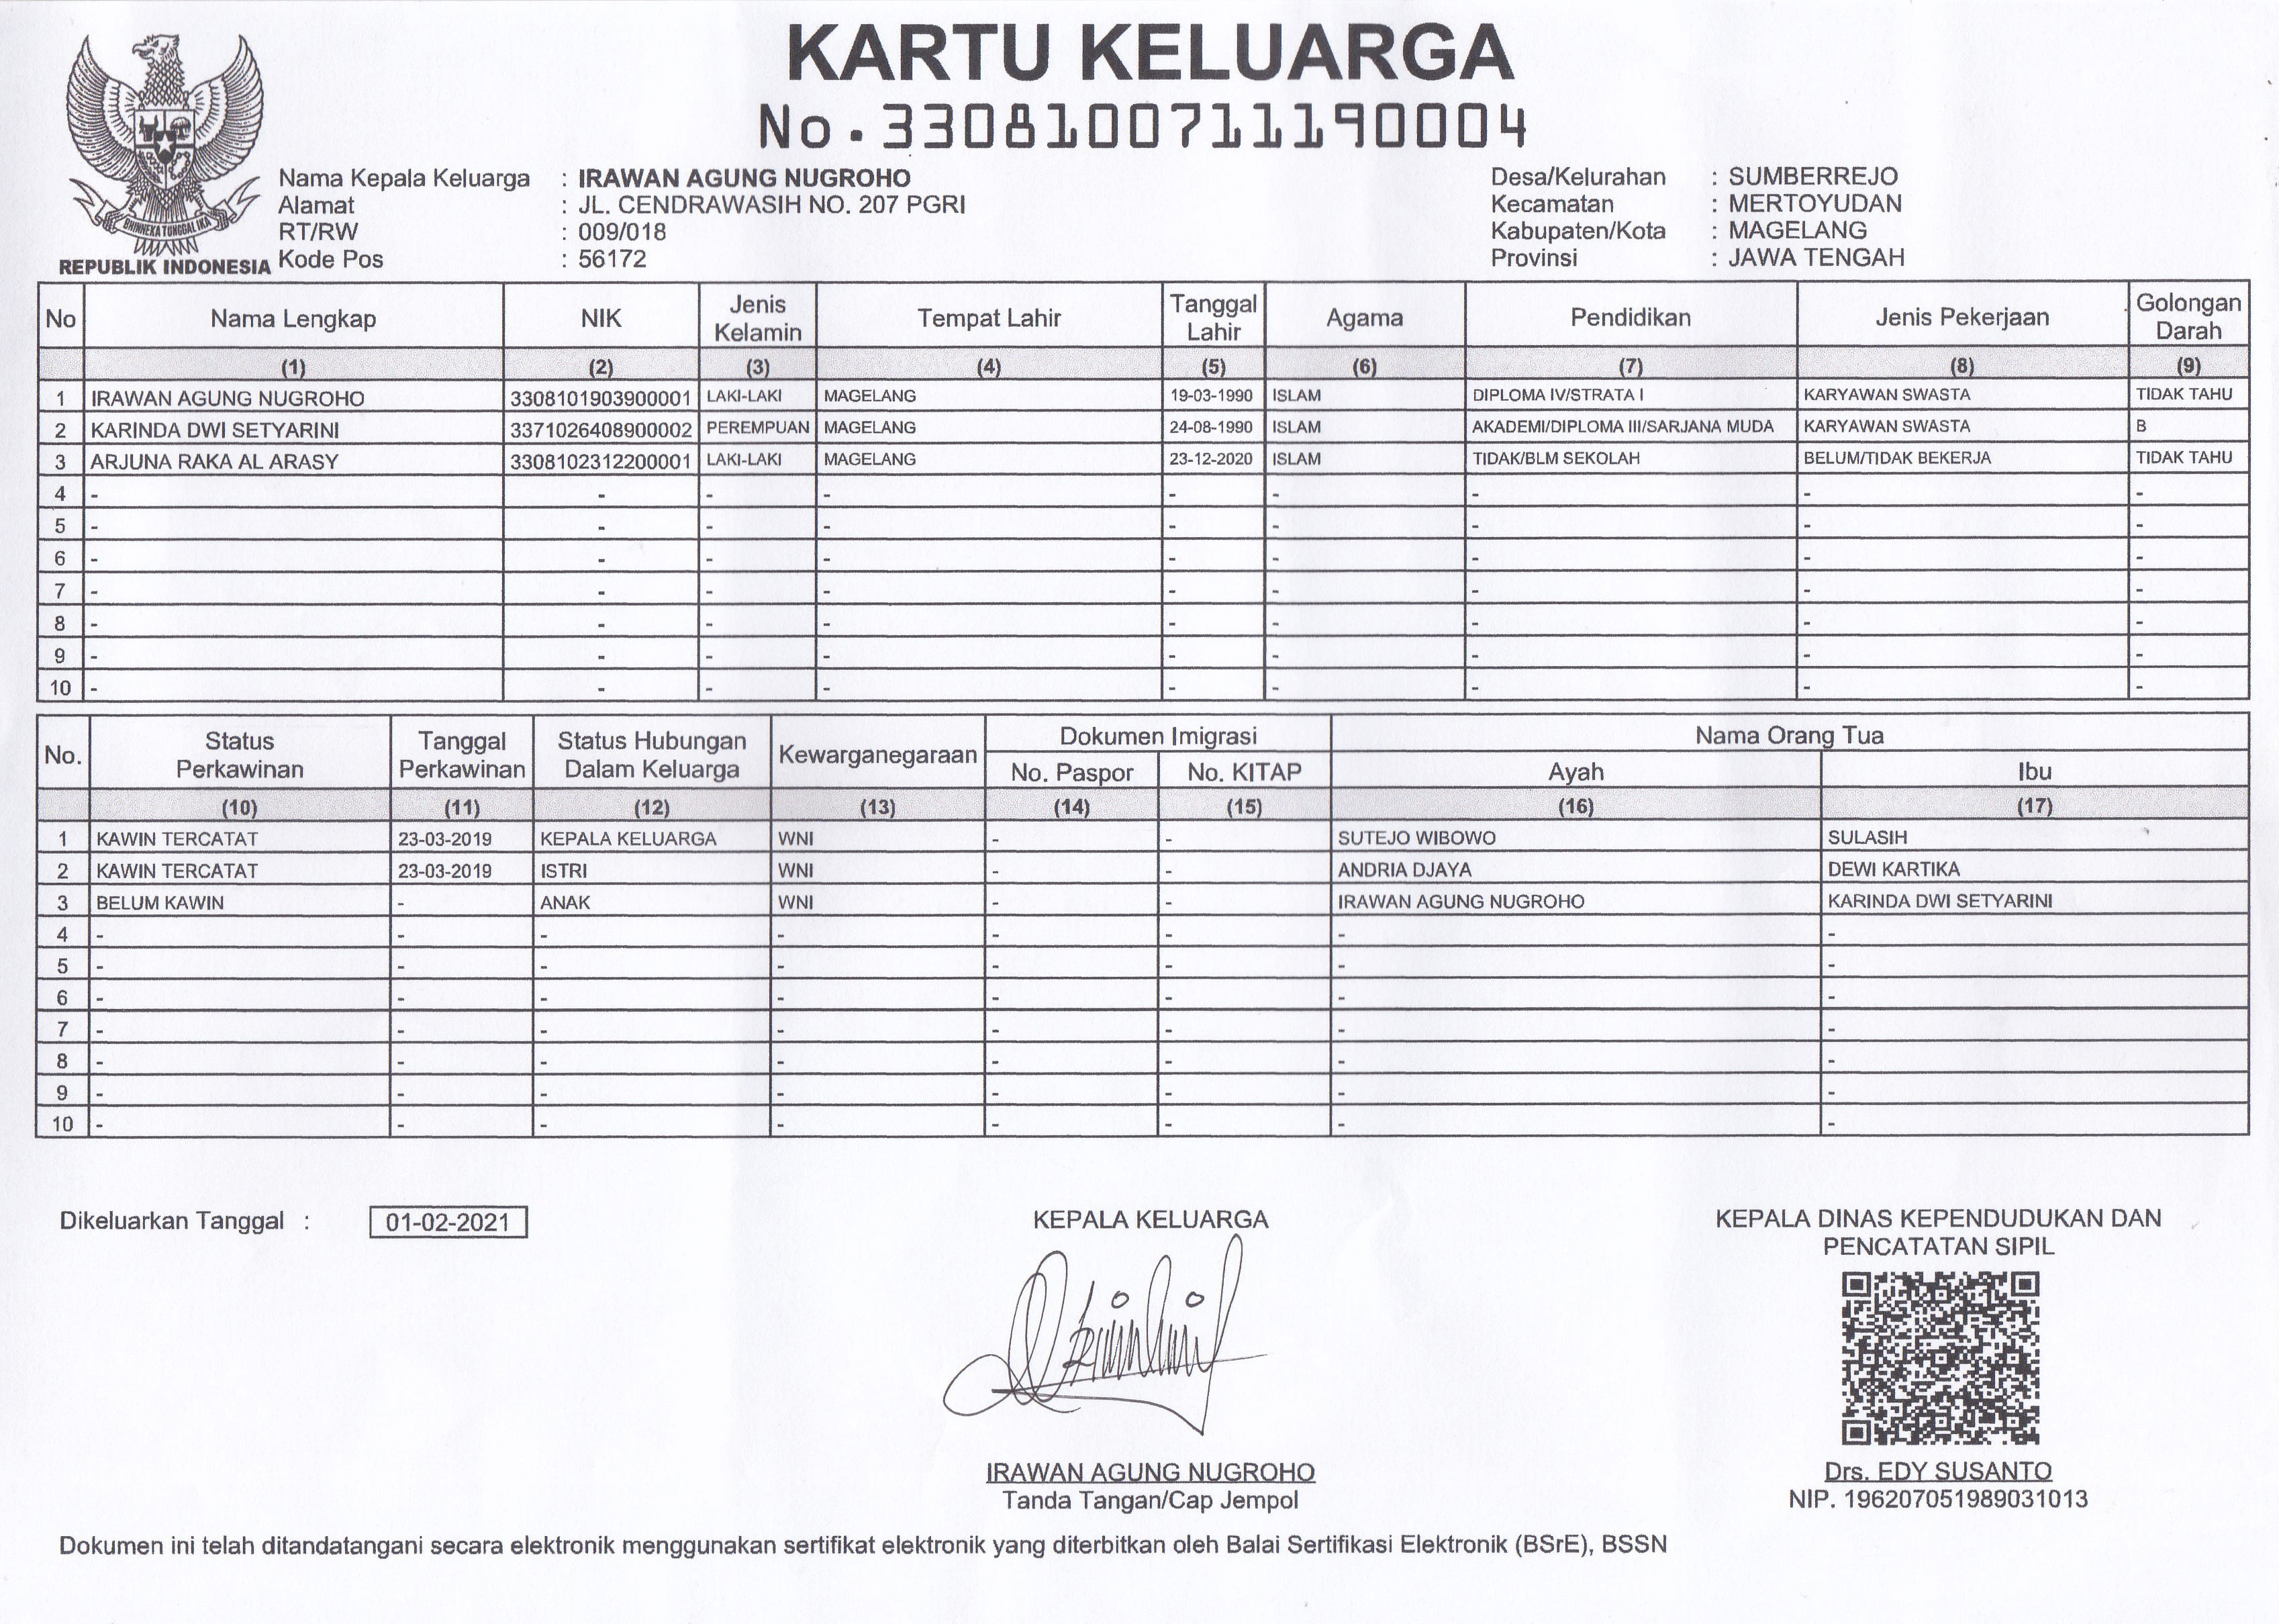 KARTU KELUARGA
No.3308100711190004
BHINNEKA TUNGGAL IKA
REPUBLIK INDONESIA
Nama Kepala Keluarga : IRAWAN AGUNG NUGROHO
Alamat : JL. CENDRAWASIH NO. 207 PGRI
RT/RW : 009/018
Kode Pos : 56172
Desa/Kelurahan : SUMBERREJO
Kecamatan : MERTOYUDAN
Kabupaten/Kota : MAGELANG
Provinsi : JAWA TENGAH
No Nama Lengkap NIK Jenis Kelamin Tempat Lahir Tanggal Lahir Agama Pendidikan Jenis Pekerjaan Golongan Darah
(1) (2) (3) (4) (5) (6) (7) (8) (9)
1 IRAWAN AGUNG NUGROHO 3308101903900001 LAKI-LAKI MAGELANG 19-03-1990 ISLAM DIPLOMA IV/STRATA I KARYAWAN SWASTA TIDAK TAHU
2 KARINDA DWI SETYARINI 3371026408900002 PEREMPUAN MAGELANG 24-08-1990 ISLAM AKADEMI/DIPLOMA III/SARJANA MUDA KARYAWAN SWASTA B
3 ARJUNA RAKA AL ARASY 3308102312200001 LAKI-LAKI MAGELANG 23-12-2020 ISLAM TIDAK/BLM SEKOLAH BELUM/TIDAK BEKERJA TIDAK TAHU
4 - - - - - - - - -
5 - - - - - - - - -
6 - - - - - - - - -
7 - - - - - - - - -
8 - - - - - - - - -
9 - - - - - - - - -
10 - - - - - - - - -
No. Status Perkawinan Tanggal Perkawinan Status Hubungan Dalam Keluarga Kewarganegaraan Dokumen Imigrasi Nama Orang Tua
No. Paspor No. KITAP Ayah Ibu
(10) (11) (12) (13) (14) (15) (16) (17)
1 KAWIN TERCATAT 23-03-2019 KEPALA KELUARGA WNI - - SUTEJO WIBOWO SULASIH
2 KAWIN TERCATAT 23-03-2019 ISTRI WNI - - ANDRIA DJAYA DEWI KARTIKA
3 BELUM KAWIN - ANAK WNI - - IRAWAN AGUNG NUGROHO KARINDA DWI SETYARINI
4 - - - - - - - -
5 - - - - - - - -
6 - - - - - - - -
7 - - - - - - - -
8 - - - - - - - -
9 - - - - - - - -
10 - - - - - - - -
Dikeluarkan Tanggal : 01-02-2021
KEPALA KELUARGA
IRAWAN AGUNG NUGROHO
Tanda Tangan/Cap Jempol
KEPALA DINAS KEPENDUDUKAN DAN
PENCATATAN SIPIL
Drs. EDY SUSANTO
NIP. 196207051989031013
Dokumen ini telah ditandatangani secara elektronik menggunakan sertifikat elektronik yang diterbitkan oleh Balai Sertifikasi Elektronik (BSrE), BSSN